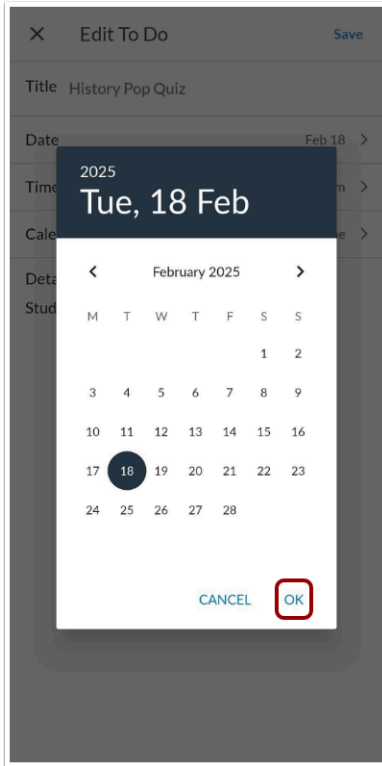 Edit To Do Save
Title History Pop Quiz
Date Feb 18
2025
Tue, 18 Feb
February 2025
M T W T F S S
1 2
3 4 5 6 7 8 9
10 11 12 13 14 15 16
17 18 19 20 21 22 23
24 25 26 27 28
CANCEL OK